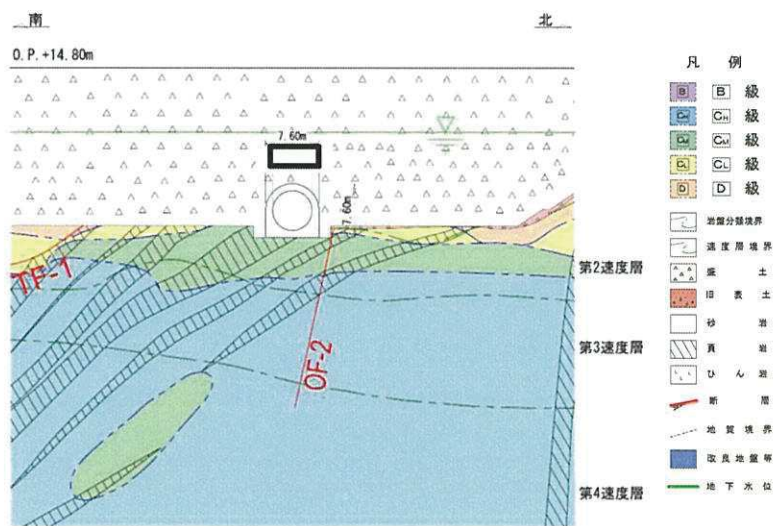 南 北
O.P.+14.80m
7.60m
7.60m
TF-1
OF-2
第2速度層
第3速度層
第4速度層
凡 例
B B 級
CH CH 級
CM CM 級
CL CL 級
D D 級
岩盤分類境界
速度層境界
盛 土
旧 表 土
砂 岩
頁 岩
ひ ん 岩
断 層
地 質 境 界
改 良 地 盤 等
地 下 水 位